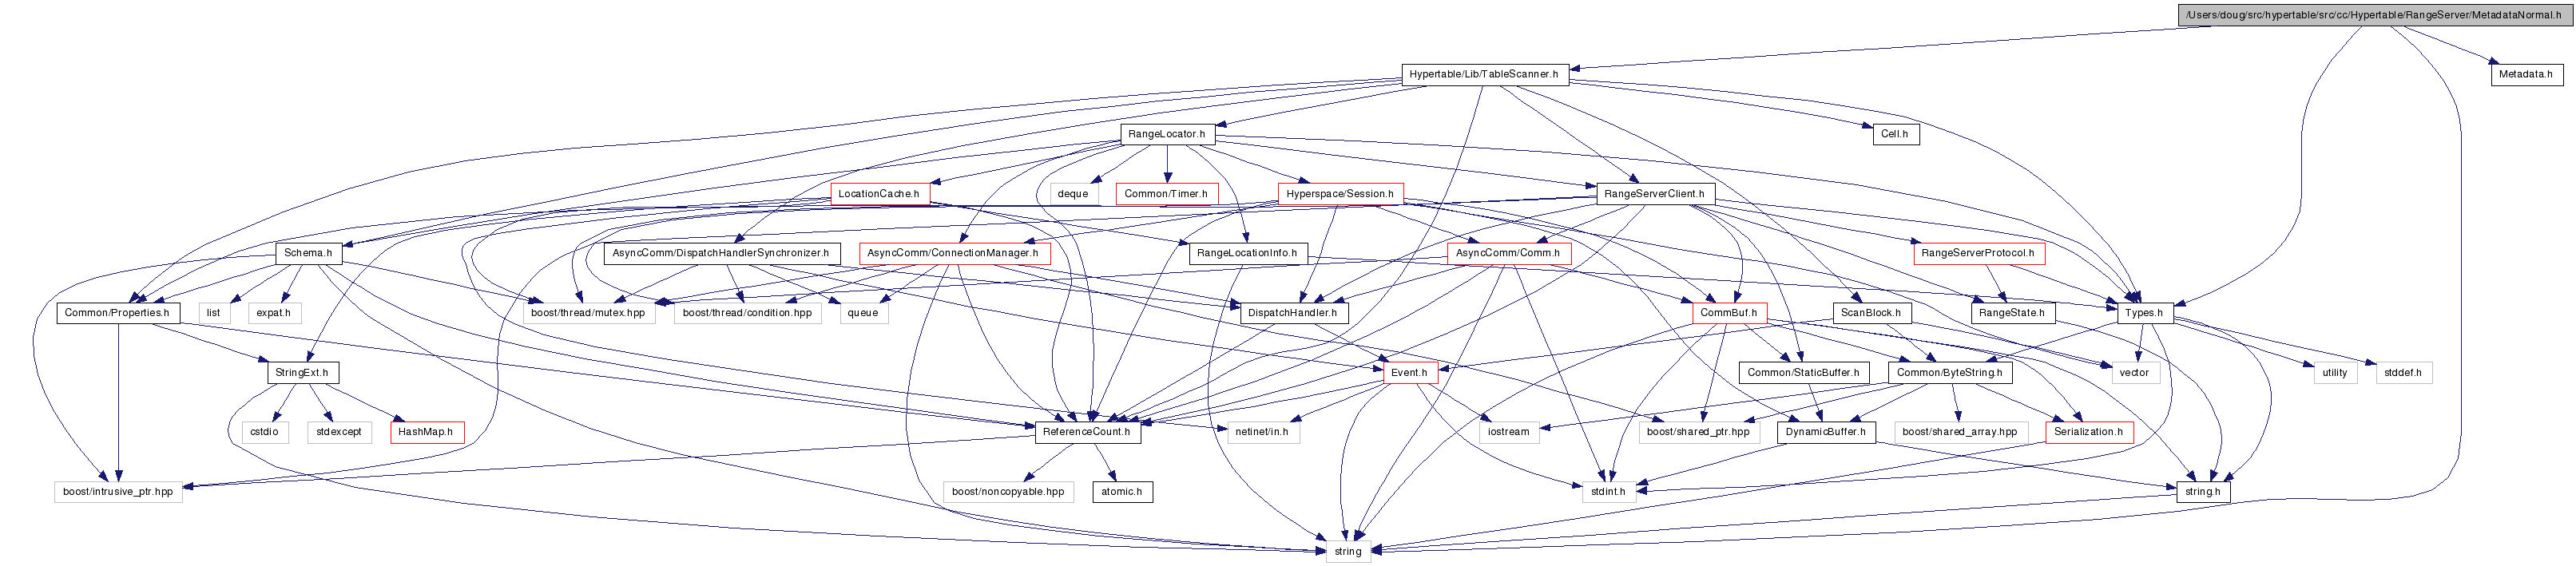 /Users/doug/src/hypertable/src/cc/Hypertable/RangeServer/MetadataNormal.h
Hypertable/Lib/TableScanner.h
Metadata.h
RangeLocator.h
Cell.h
LocationCache.h
deque
Common/Timer.h
Hyperspace/Session.h
RangeServerClient.h
Schema.h
AsyncComm/DispatchHandlerSynchronizer.h
AsyncComm/ConnectionManager.h
RangeLocationInfo.h
AsyncComm/Comm.h
RangeServerProtocol.h
Common/Properties.h
list
expat.h
boost/thread/mutex.hpp
boost/thread/condition.hpp
queue
DispatchHandler.h
CommBuf.h
ScanBlock.h
RangeState.h
Types.h
StringExt.h
Event.h
Common/StaticBuffer.h
Common/ByteString.h
vector
utility
stddef.h
cstdio
stdexcept
HashMap.h
ReferenceCount.h
netinet/in.h
iostream
boost/shared_ptr.hpp
DynamicBuffer.h
boost/shared_array.hpp
Serialization.h
boost/intrusive_ptr.hpp
boost/noncopyable.hpp
atomic.h
stdint.h
string.h
string